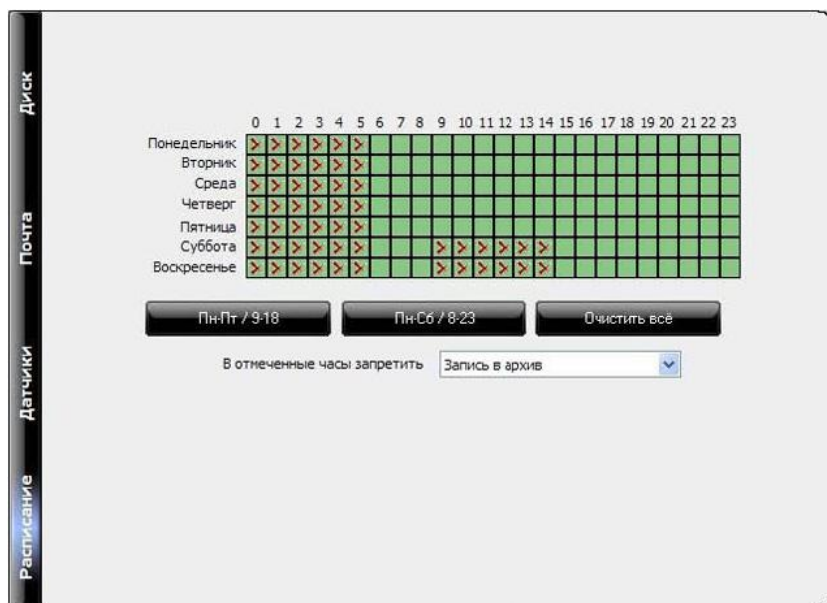 Диск
Почта
Датчики
Расписание
0 1 2 3 4 5 6 7 8 9 10 11 12 13 14 15 16 17 18 19 20 21 22 23
Понедельник
Вторник
Среда
Четверг
Пятница
Суббота
Воскресенье
Пн-Пт / 9-18 Пн-Сб / 8-23 Очистить всё
В отмеченные часы запретить Запись в архив